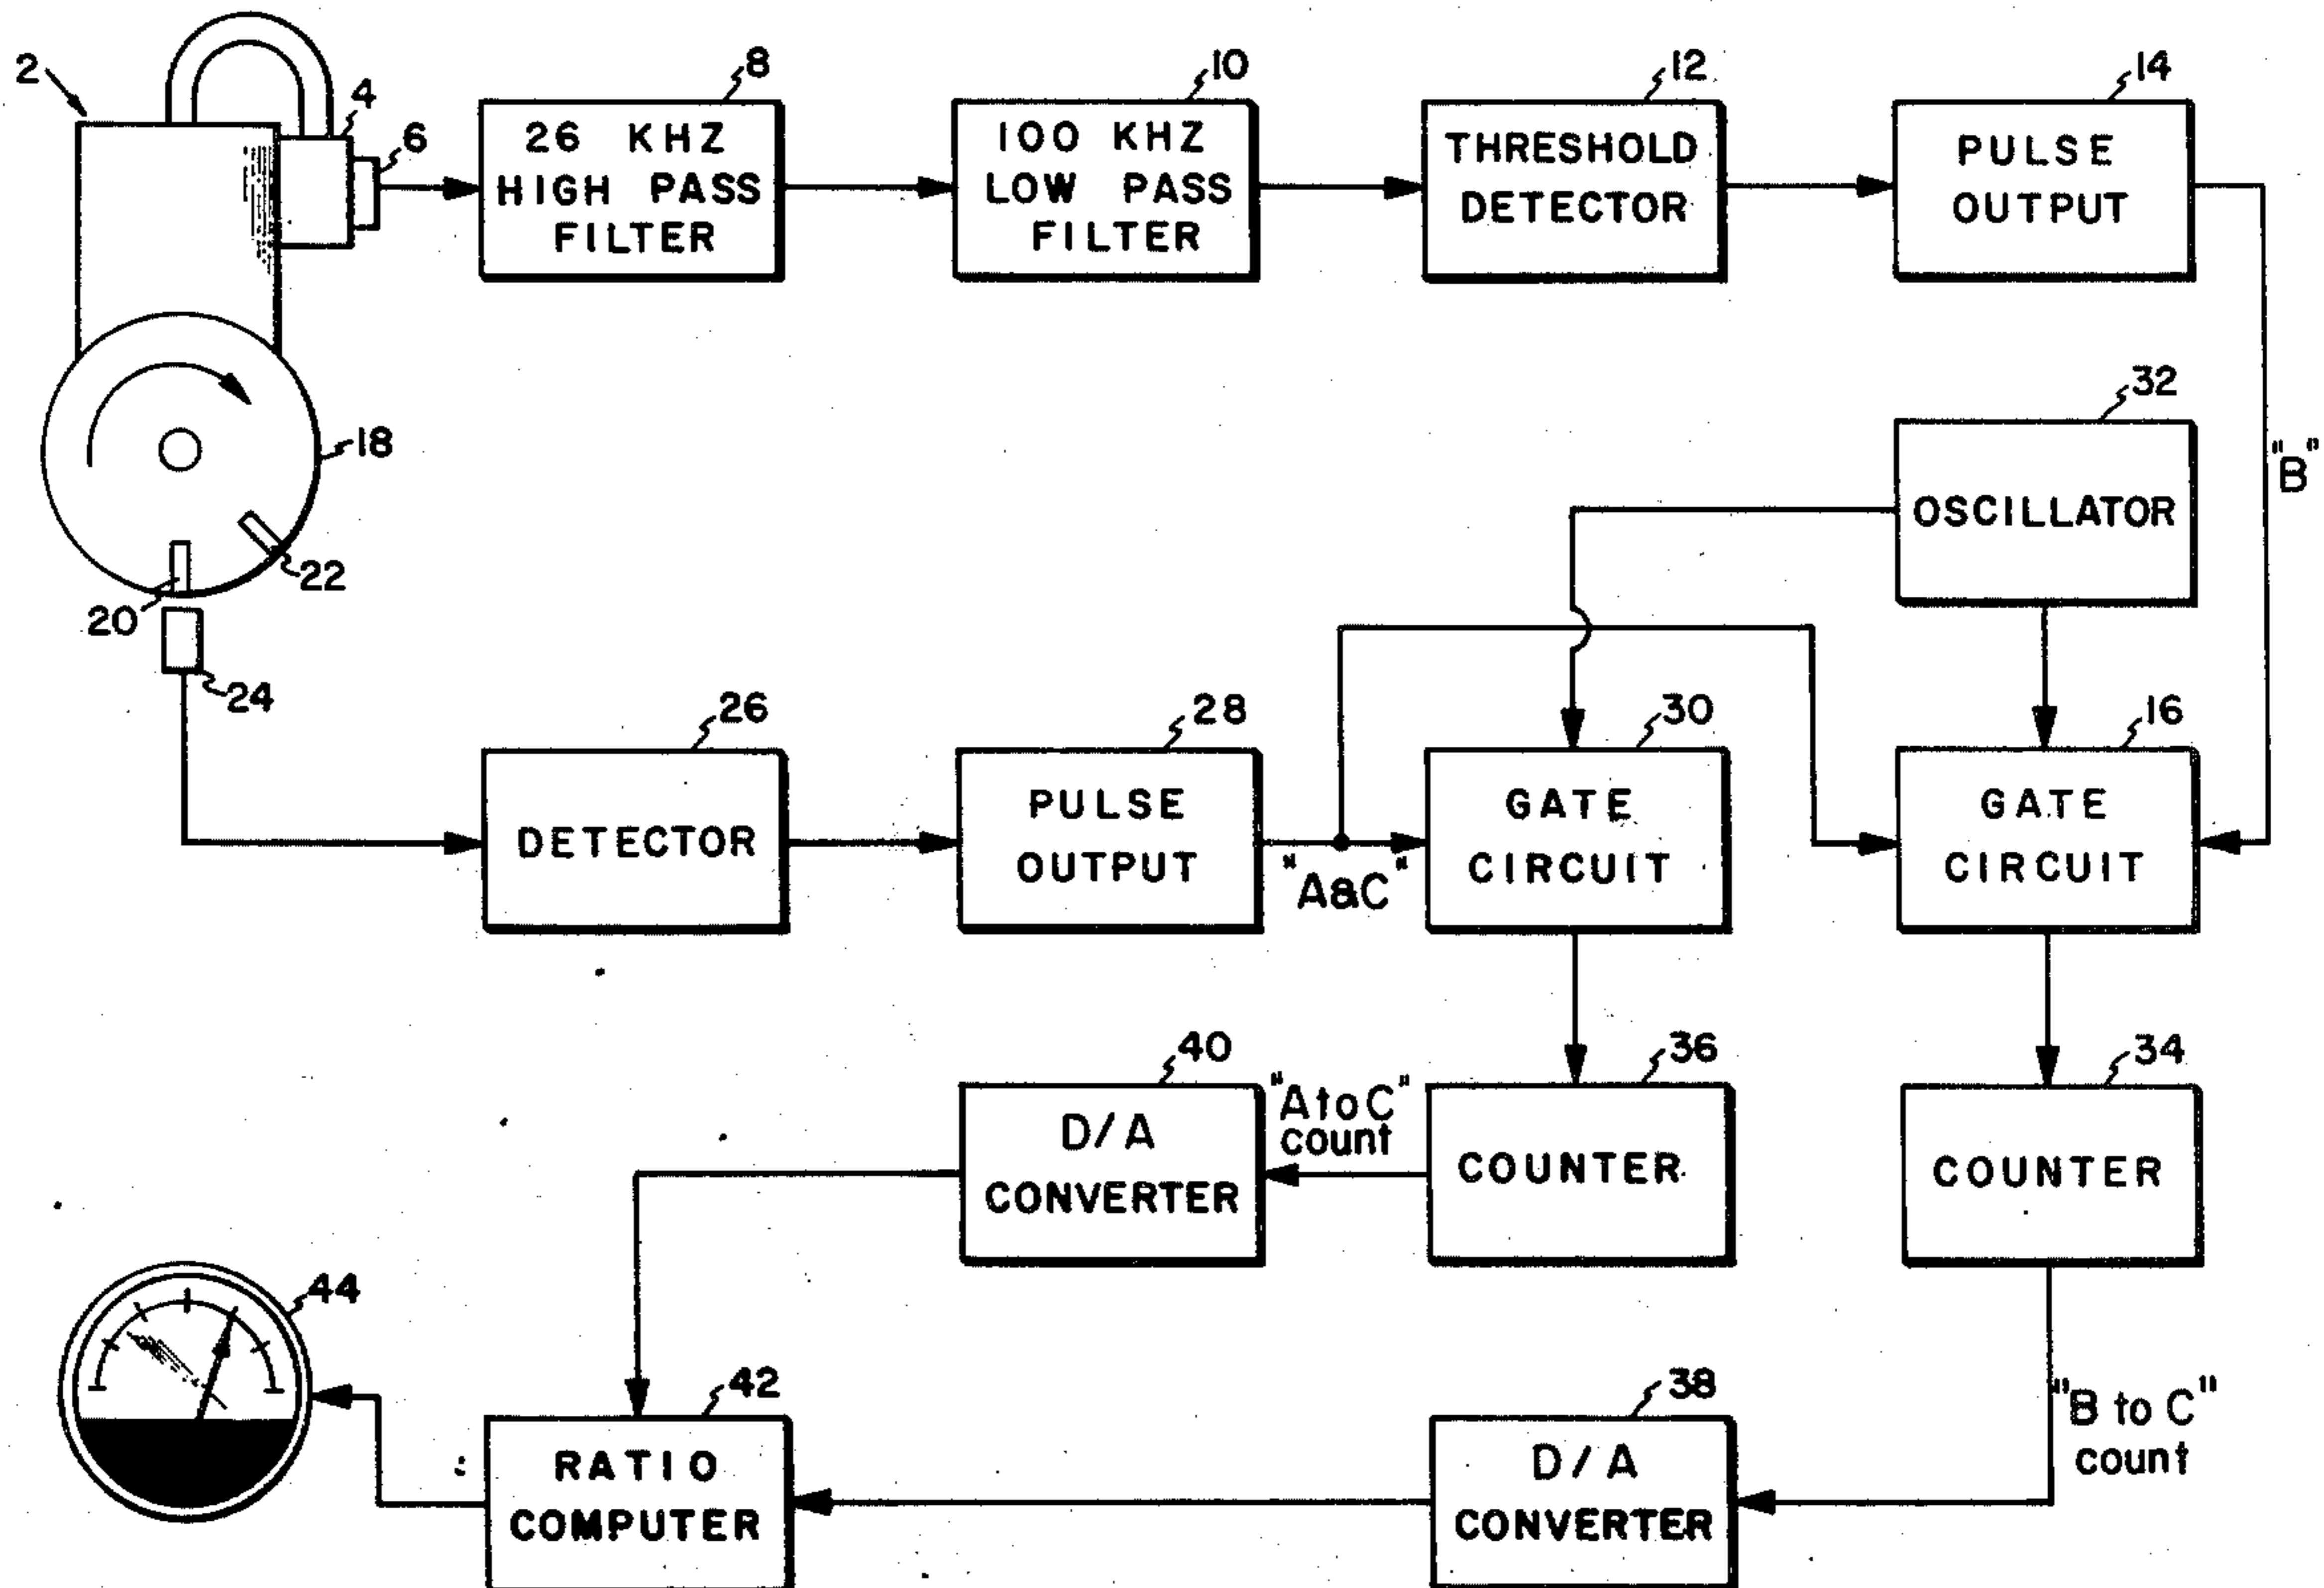 2
4
6
8
10
12
14
26 KHZ
HIGH PASS
FILTER
100 KHZ
LOW PASS
FILTER
THRESHOLD
DETECTOR
PULSE
OUTPUT
18
20
22
24
32
OSCILLATOR
"B"
26
28
30
16
DETECTOR
PULSE
OUTPUT
"A&C"
GATE
CIRCUIT
GATE
CIRCUIT
40
36
34
D/A
CONVERTER
"A to C"
count
COUNTER
COUNTER
44
42
38
RATIO
COMPUTER
D/A
CONVERTER
"B to C"
count